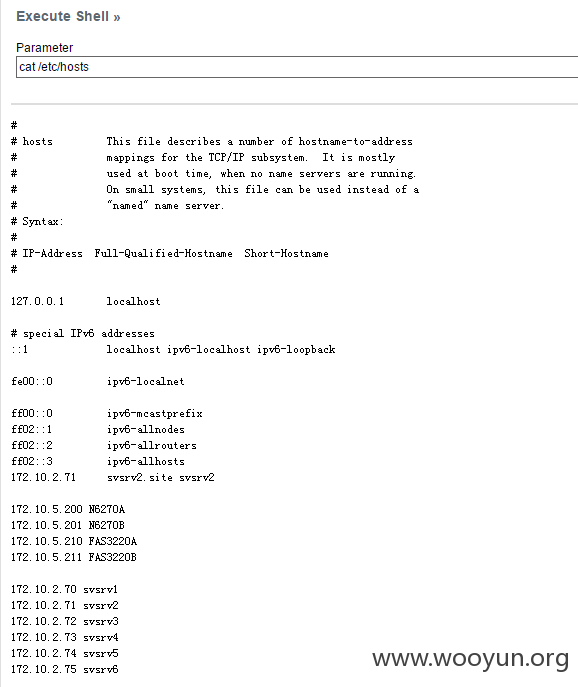 Execute Shell »
Parameter
cat /etc/hosts
#
# hosts This file describes a number of hostname-to-address
# mappings for the TCP/IP subsystem. It is mostly
# used at boot time, when no name servers are running.
# On small systems, this file can be used instead of a
# "named" name server.
# Syntax:
#
# IP-Address Full-Qualified-Hostname Short-Hostname
#
127.0.0.1 localhost
# special IPv6 addresses
::1 localhost ipv6-localhost ipv6-loopback
fe00::0 ipv6-localnet
ff00::0 ipv6-mcastprefix
ff02::1 ipv6-allnodes
ff02::2 ipv6-allrouters
ff02::3 ipv6-allhosts
172.10.2.71 svsrv2.site svsrv2
172.10.5.200 N6270A
172.10.5.201 N6270B
172.10.5.210 FAS3220A
172.10.5.211 FAS3220B
172.10.2.70 svsrv1
172.10.2.71 svsrv2
172.10.2.72 svsrv3
172.10.2.73 svsrv4
172.10.2.74 svsrv5
172.10.2.75 svsrv6
www.wooyun.org